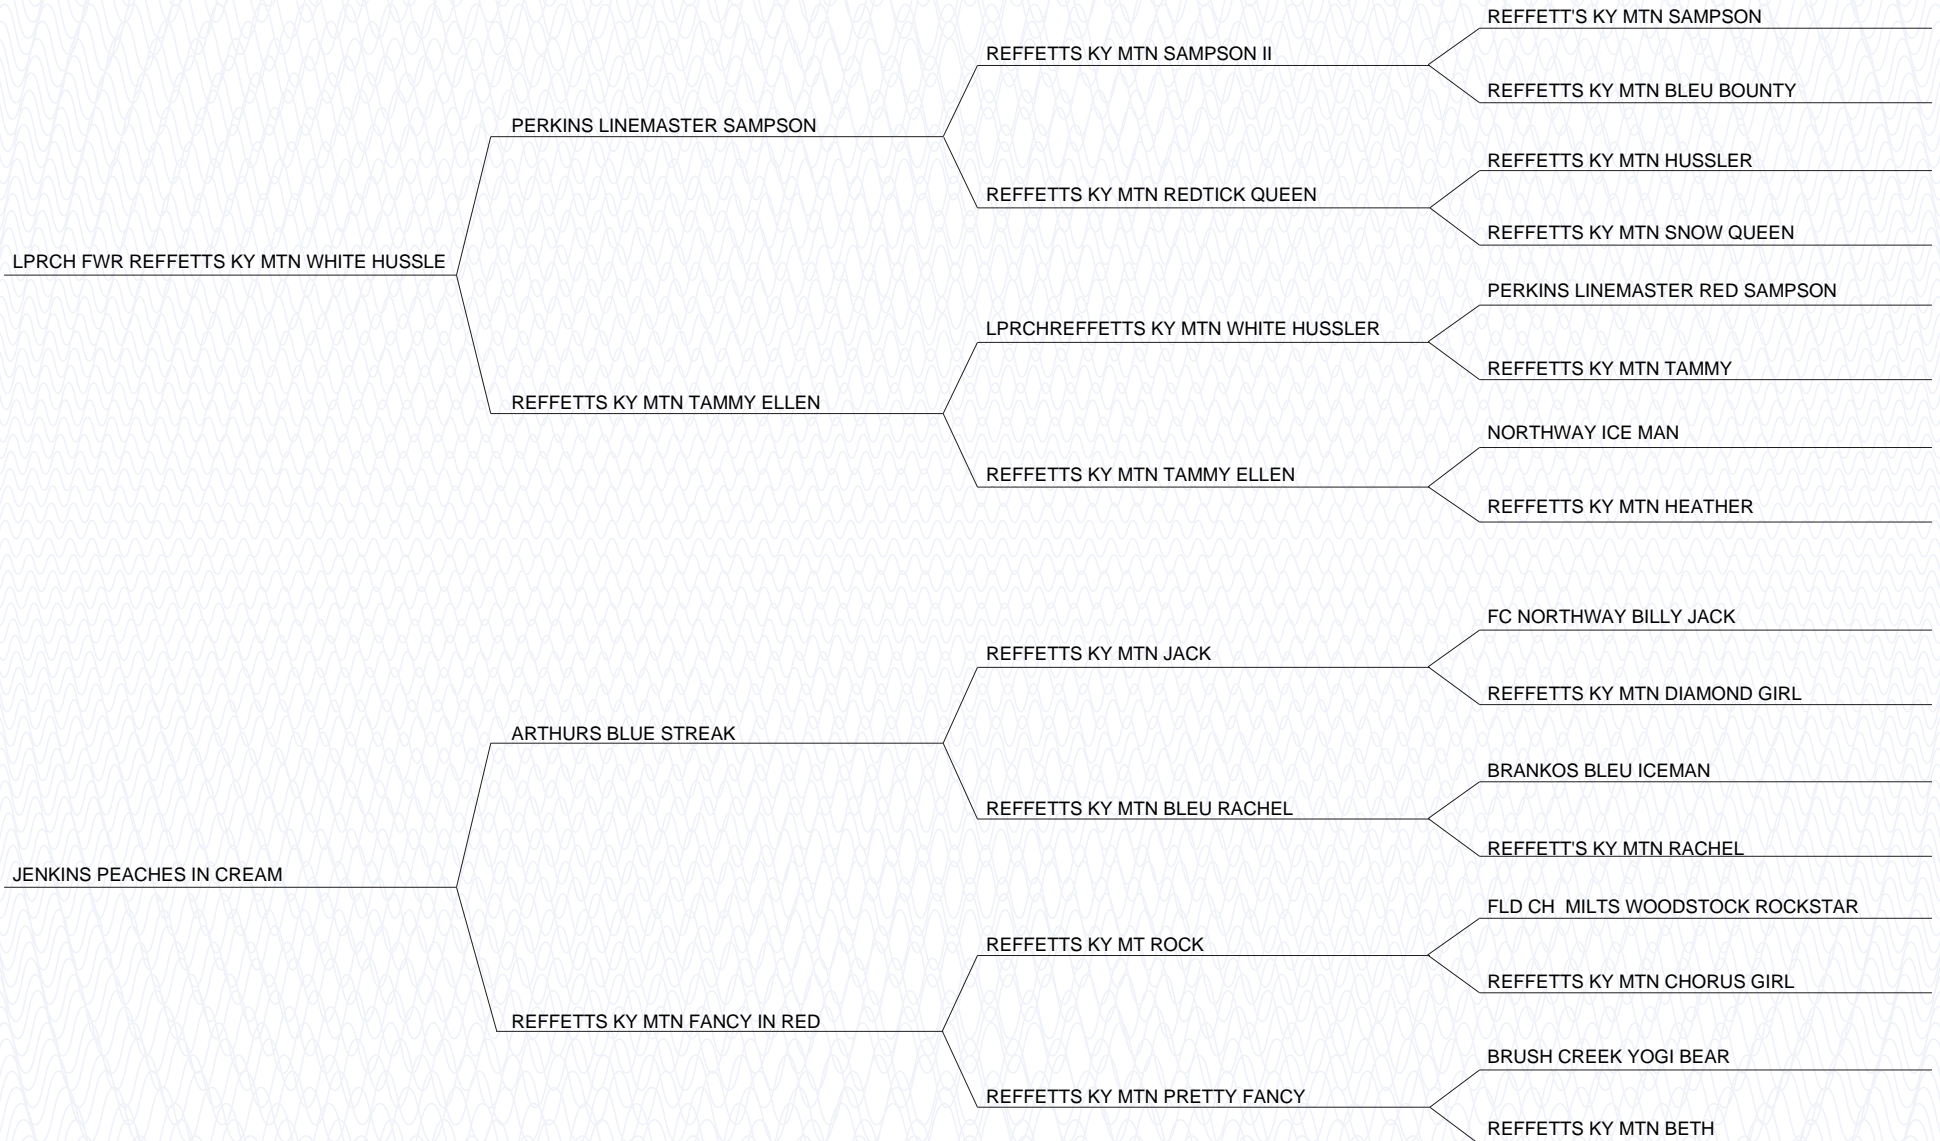 REFFETT'S KY MTN SAMPSON
REFFETTS KY MTN SAMPSON II
REFFETTS KY MTN BLEU BOUNTY
PERKINS LINEMASTER SAMPSON
REFFETTS KY MTN HUSSLER
REFFETTS KY MTN REDTICK QUEEN
REFFETTS KY MTN SNOW QUEEN
LPRCH FWR REFFETTS KY MTN WHITE HUSSLE
PERKINS LINEMASTER RED SAMPSON
LPRCHREFFETTS KY MTN WHITE HUSSLER
REFFETTS KY MTN TAMMY
REFFETTS KY MTN TAMMY ELLEN
NORTHWAY ICE MAN
REFFETTS KY MTN TAMMY ELLEN
REFFETTS KY MTN HEATHER
FC NORTHWAY BILLY JACK
REFFETTS KY MTN JACK
REFFETTS KY MTN DIAMOND GIRL
ARTHURS BLUE STREAK
BRANKOS BLEU ICEMAN
REFFETTS KY MTN BLEU RACHEL
REFFETT'S KY MTN RACHEL
JENKINS PEACHES IN CREAM
FLD CH  MILTS WOODSTOCK ROCKSTAR
REFFETTS KY MT ROCK
REFFETTS KY MTN CHORUS GIRL
REFFETTS KY MTN FANCY IN RED
BRUSH CREEK YOGI BEAR
REFFETTS KY MTN PRETTY FANCY
REFFETTS KY MTN BETH